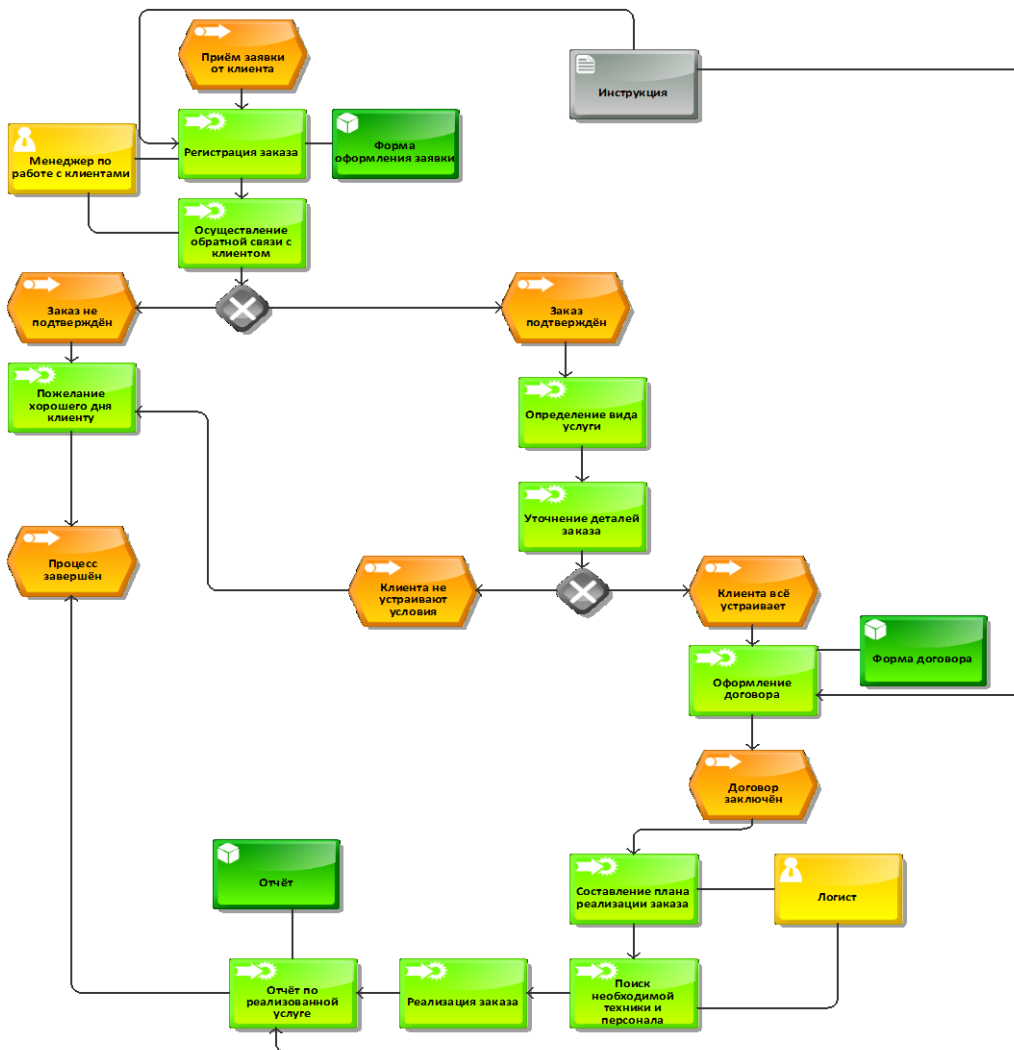 Приём заявки
от клиента
Инструкция
Менеджер по
работе с клиентами
Регистрация заказа
Форма
оформления заявки
Осуществление
обратной связи с
клиентом
Заказ не
подтверждён
Заказ
подтверждён
Пожелание
хорошего дня
клиенту
Определение вида
услуги
Уточнение деталей
заказа
Процесс
завершён
Клиента не
устраивают
условия
Клиента всё
устраивает
Форма договора
Оформление
договора
Договор
заключён
Отчёт
Составление плана
реализации заказа
Логист
Отчёт по
реализованной
услуге
Реализация заказа
Поиск
необходимой
техники и
персонала